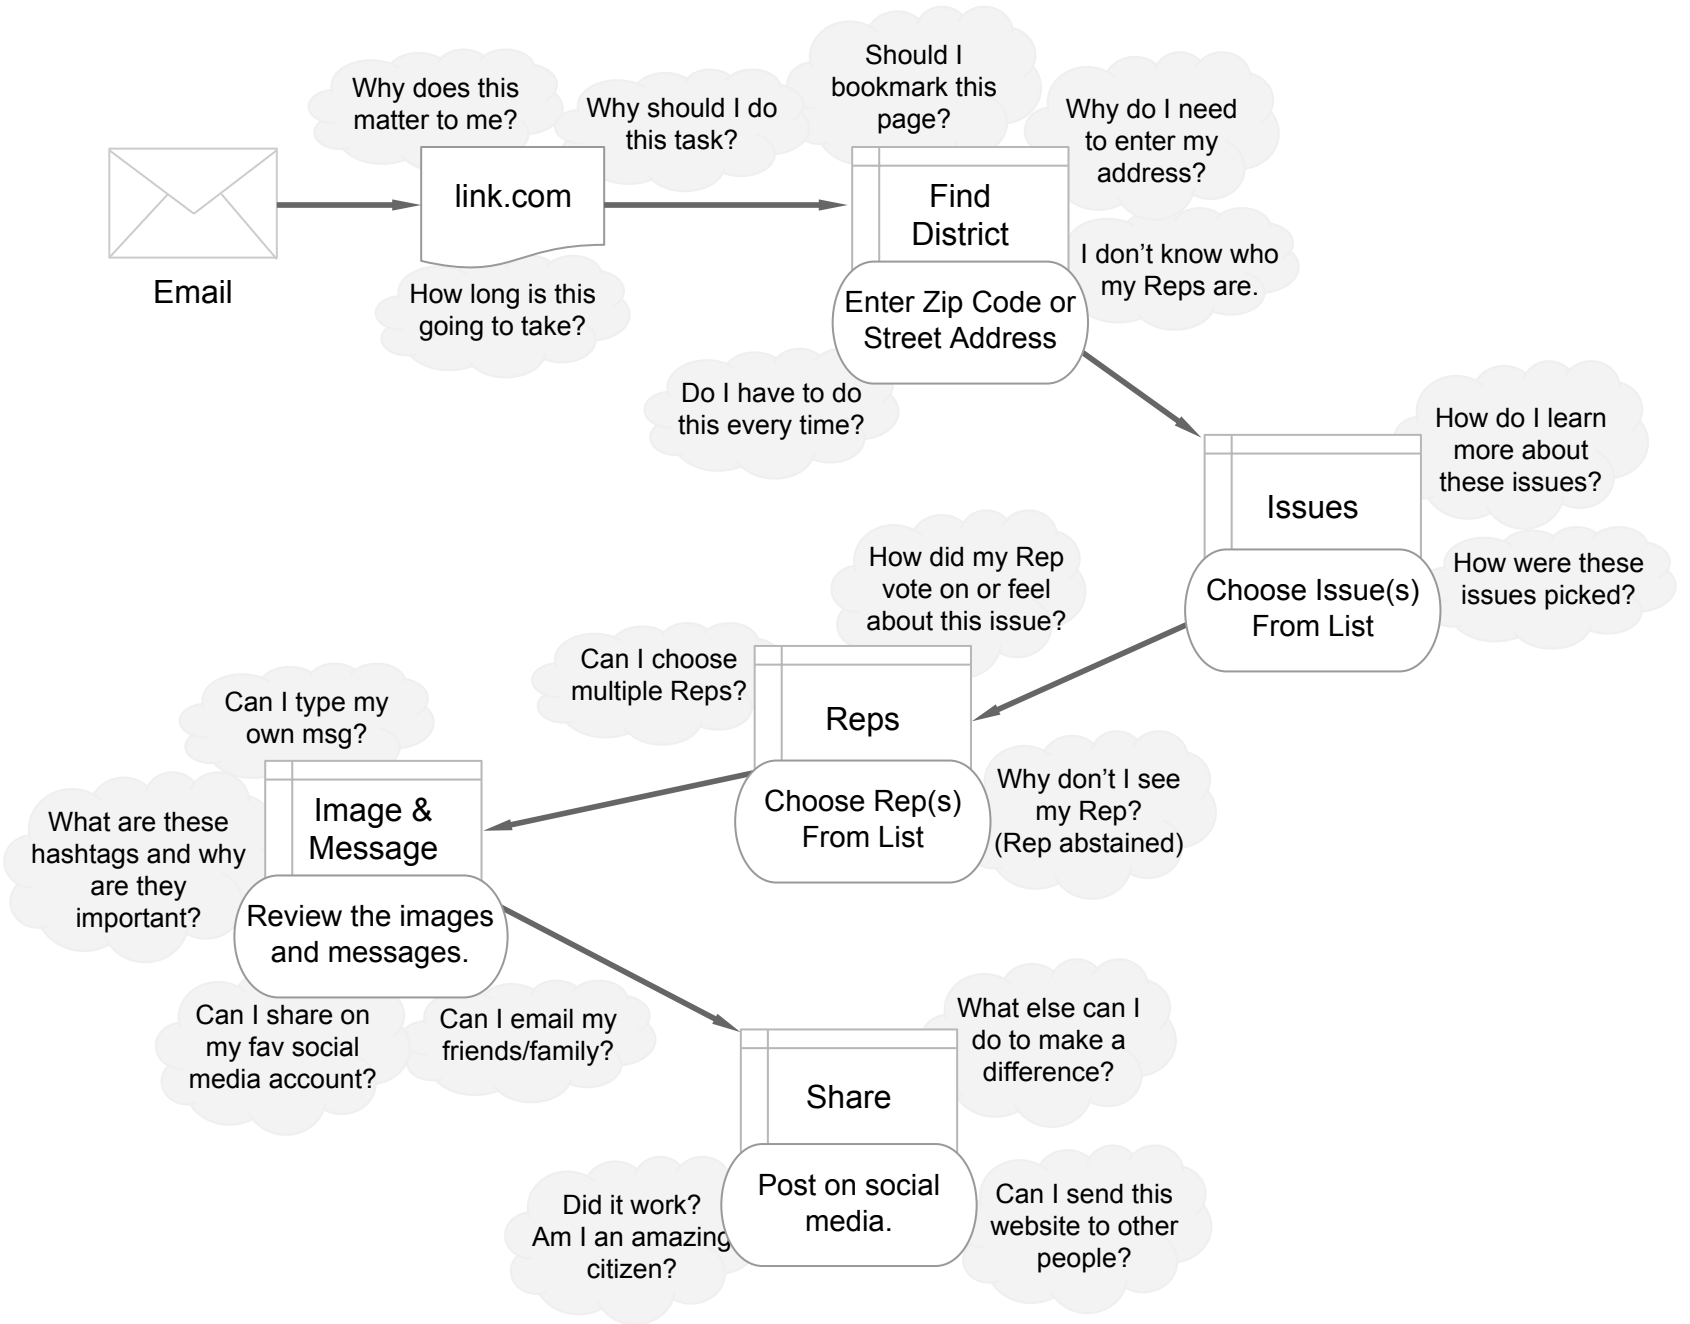 Email
Why does this
matter to me?
link.com
Why should I do
this task?
How long is this
going to take?
Should I
bookmark this
page?
Find
District
Enter Zip Code or
Street Address
Why do I need
to enter my
address?
I don’t know who
my Reps are.
Do I have to do
this every time?
Issues
Choose Issue(s)
From List
How do I learn
more about
these issues?
How were these
issues picked?
How did my Rep
vote on or feel
about this issue?
Can I choose
multiple Reps?
Reps
Choose Rep(s)
From List
Why don’t I see
my Rep?
(Rep abstained)
Can I type my
own msg?
Image &
Message
Review the images
and messages.
What are these
hashtags and why
are they
important?
Can I share on
my fav social
media account?
Can I email my
friends/family?
Share
Post on social
media.
What else can I
do to make a
difference?
Did it work?
Am I an amazing
citizen?
Can I send this
website to other
people?